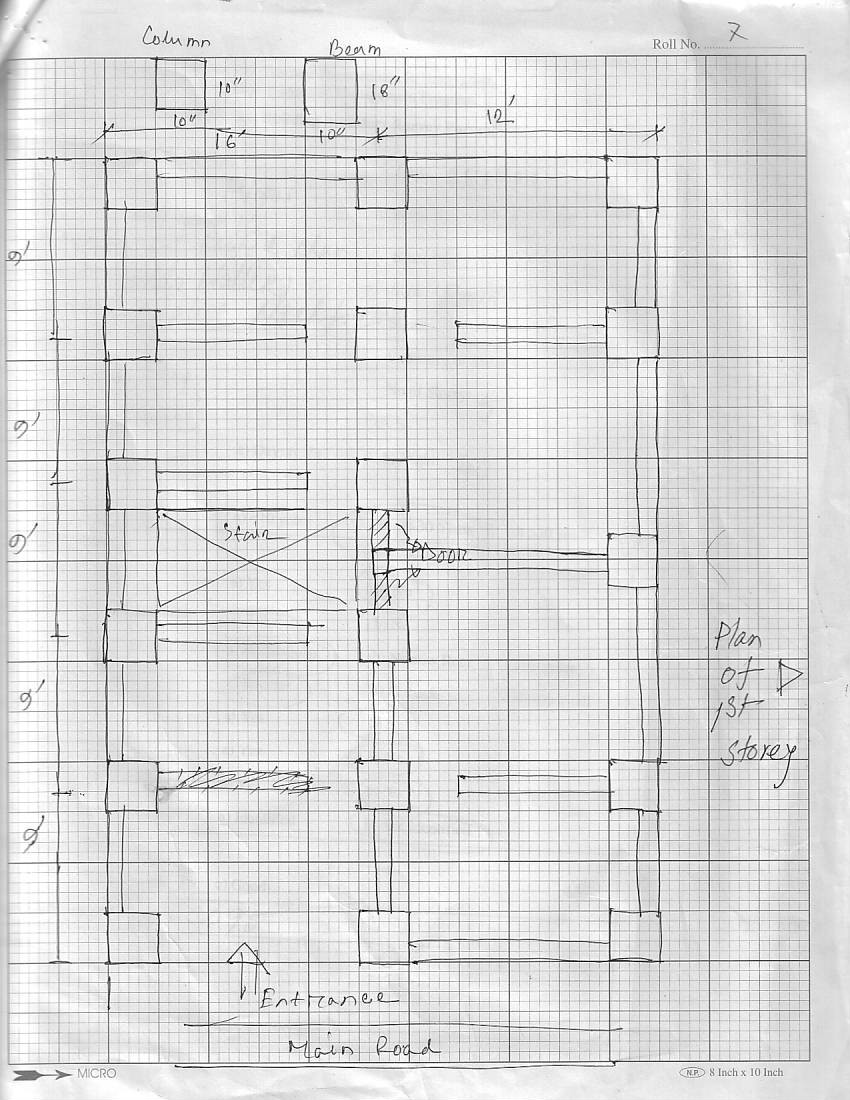 Column
Beam
Roll No. 7
10"
18"
10"
10"
16'
12'
9'
9'
Stair
9'
Door
Plan
of
1st
Storey
9'
9'
Entrance
Main Road
MICRO
N.P. 8 Inch x 10 Inch